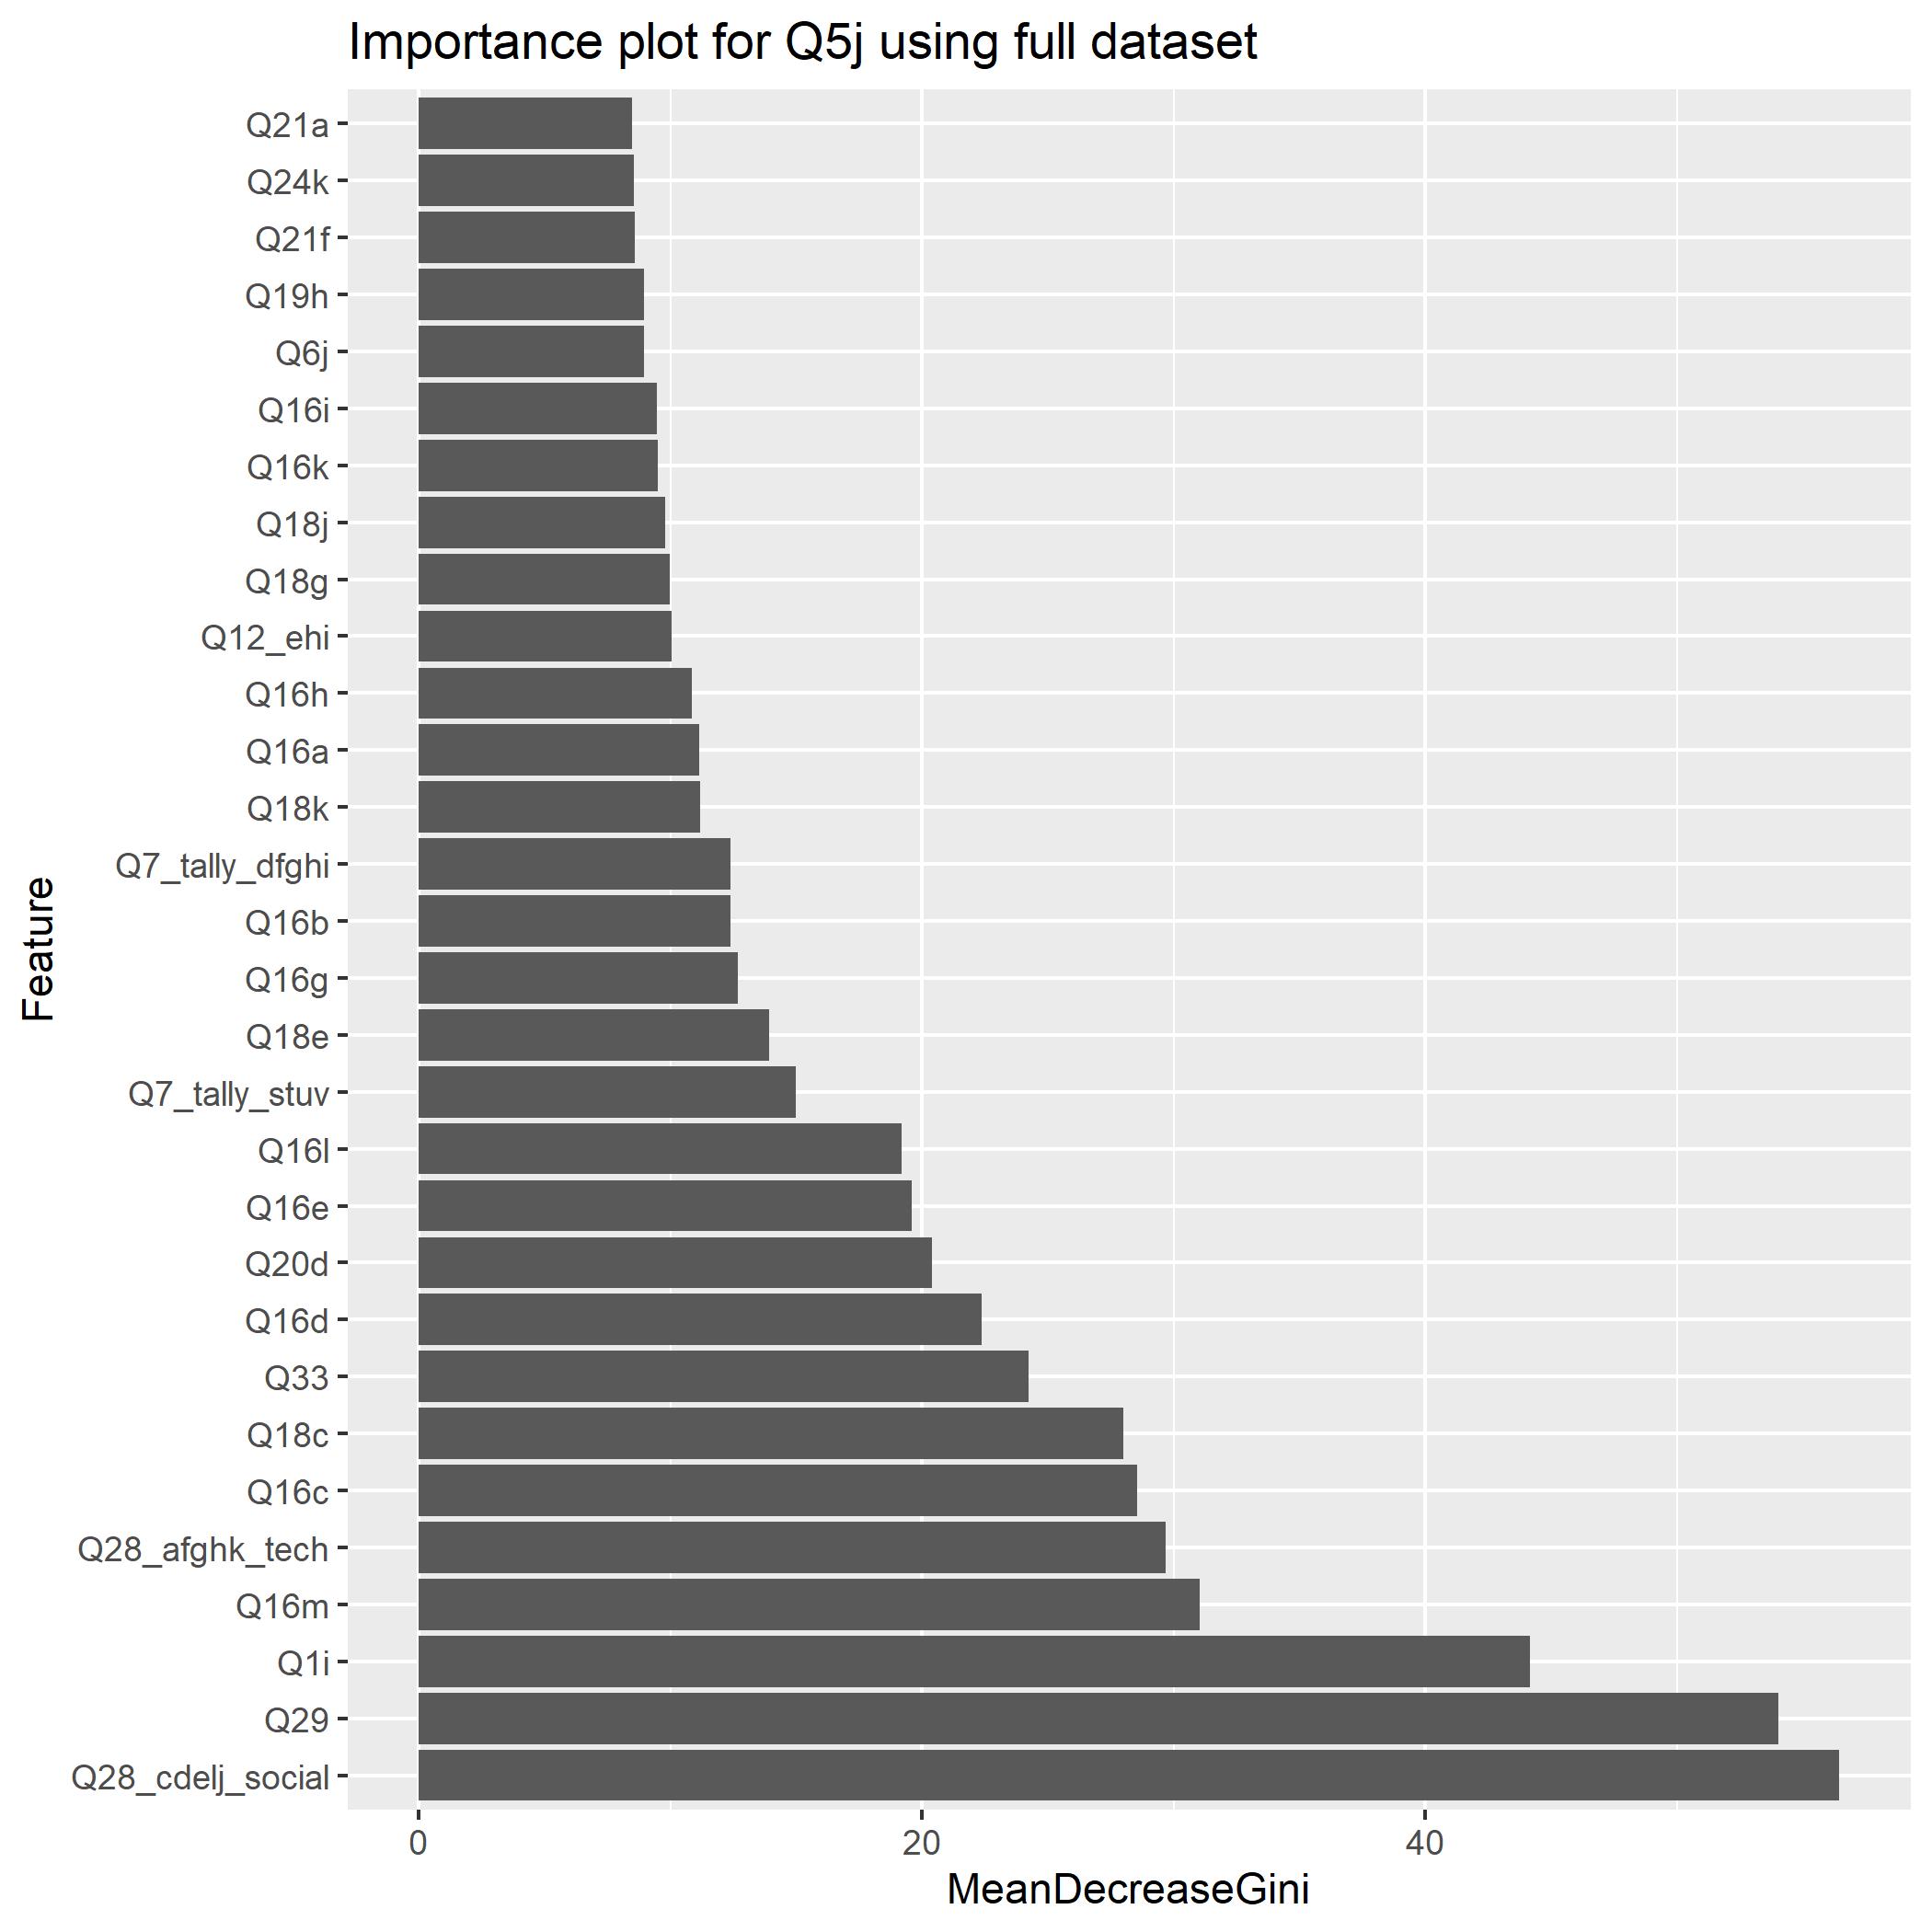 Importance plot for Q5j using full dataset
Q21a
Q24k
Q21f
Q19h
Q6j
Q16i
Q16k
Q18j
Q18g
Q12_ehi
Q16h
Q16a
Q18k
Q7_tally_dfghi
Q16b
Q16g
Q18e
Q7_tally_stuv
Q16l
Q16e
Q20d
Q16d
Q33
Q18c
Q16c
Q28_afghk_tech
Q16m
Q1i
Q29
Q28_cdelj_social
Feature
0 20 40
MeanDecreaseGini